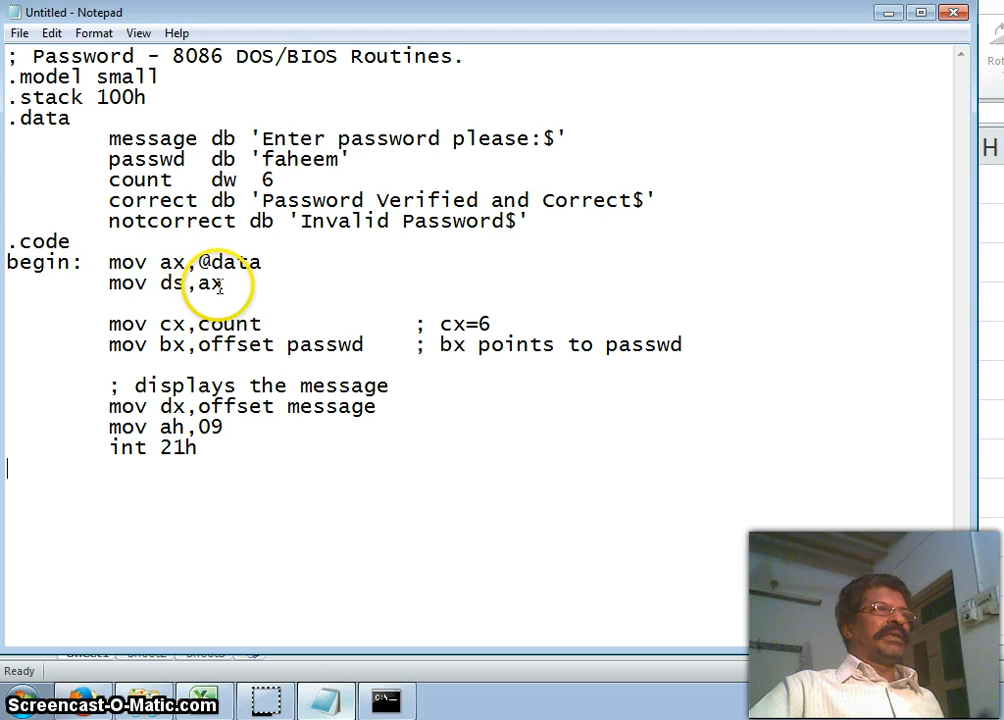 Untitled - Notepad
File Edit Format View Help
; Password - 8086 DOS/BIOS Routines.
.model small
.stack 100h
.data
message db 'Enter password please:$'
passwd db 'faheem'
count dw 6
correct db 'Password Verified and Correct$'
notcorrect db 'Invalid Password$'
.code
begin: mov ax,@data
mov ds,ax
mov cx,count ; cx=6
mov bx,offset passwd ; bx points to passwd
; displays the message
mov dx,offset message
mov ah,09
int 21h
Rot
H
Ready
Screencast-O-Matic.com